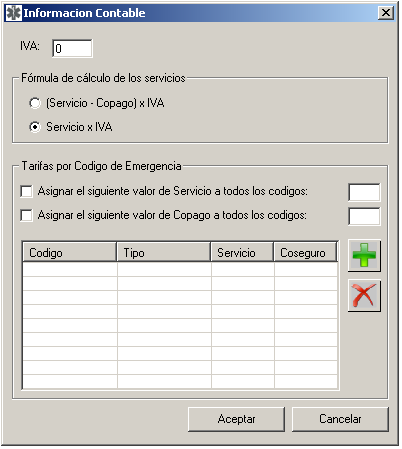 Informacion Contable
IVA: 0
Fórmula de cálculo de los servicios
(Servicio - Copago) x IVA
Servicio x IVA
Tarifas por Codigo de Emergencia
Asignar el siguiente valor de Servicio a todos los codigos:
Asignar el siguiente valor de Copago a todos los codigos:
Codigo Tipo Servicio Coseguro
Aceptar Cancelar